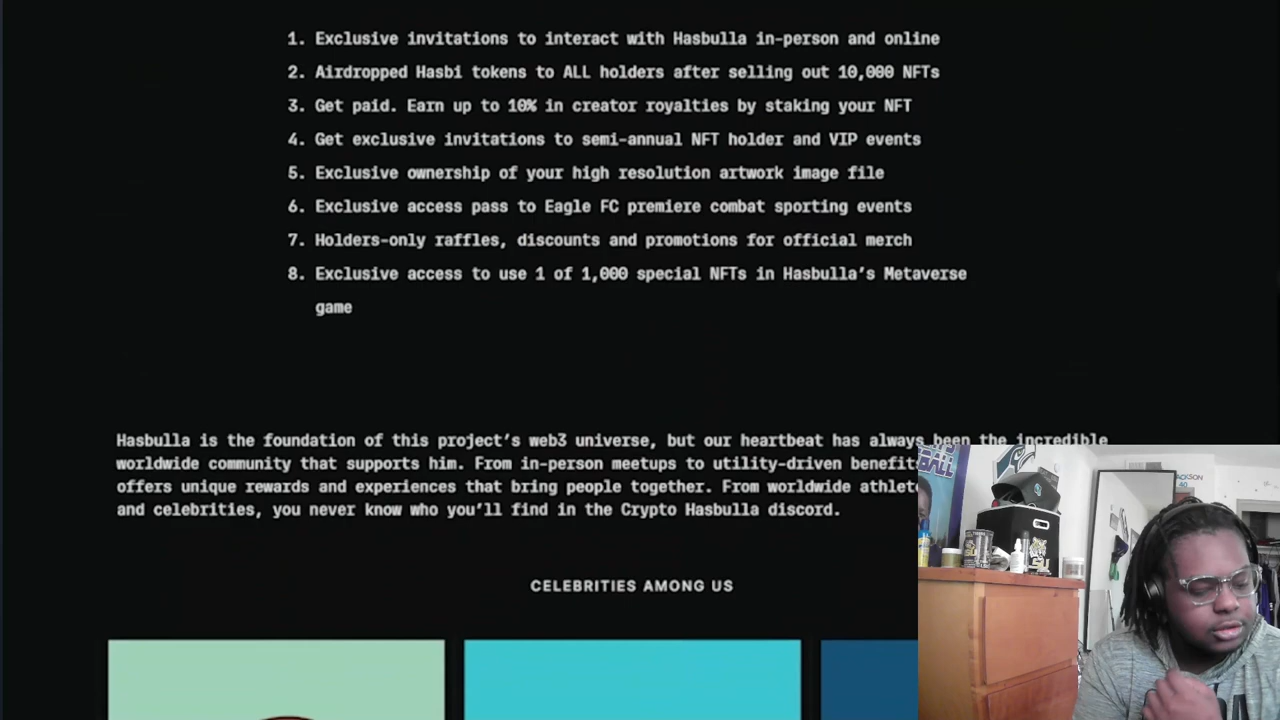 1. Exclusive invitations to interact with Hasbulla in-person and online
2. Airdropped Hasbi tokens to ALL holders after selling out 10,000 NFTs
3. Get paid. Earn up to 10% in creator royalties by staking your NFT
4. Get exclusive invitations to semi-annual NFT holder and VIP events
5. Exclusive ownership of your high resolution artwork image file
6. Exclusive access pass to Eagle FC premiere combat sporting events
7. Holders-only raffles, discounts and promotions for official merch
8. Exclusive access to use 1 of 1,000 special NFTs in Hasbulla's Metaverse
game
Hasbulla is the foundation of this project's web3 universe, but our heartbeat has always been the incredible
worldwide community that supports him. From in-person meetups to utility-driven
offers unique rewards and experiences that bring people together. From worldwide
and celebrities, you never know who you'll find in the Crypto Hasbulla discord.
CELEBRITIES AMONG US
JACKSON
40
SU